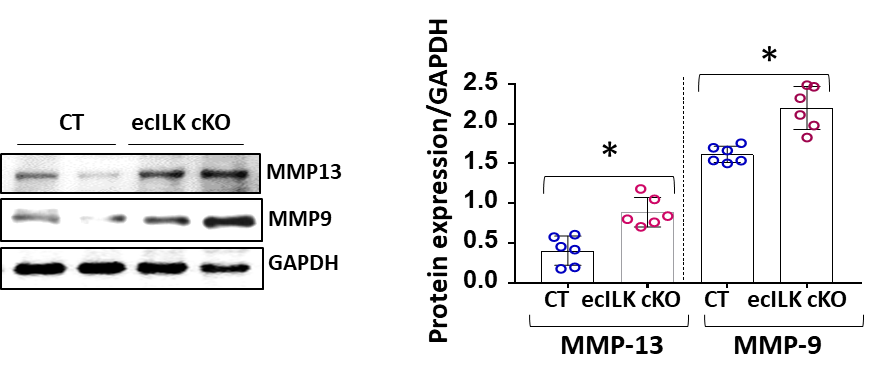 CT ecILK cKO
MMP13
MMP9
GAPDH
Protein expression/GAPDH
2.5
2.0
1.5
1.0
0.5
0.0
*
*
CT ecILK cKO CT ecILK cKO
MMP-13 MMP-9